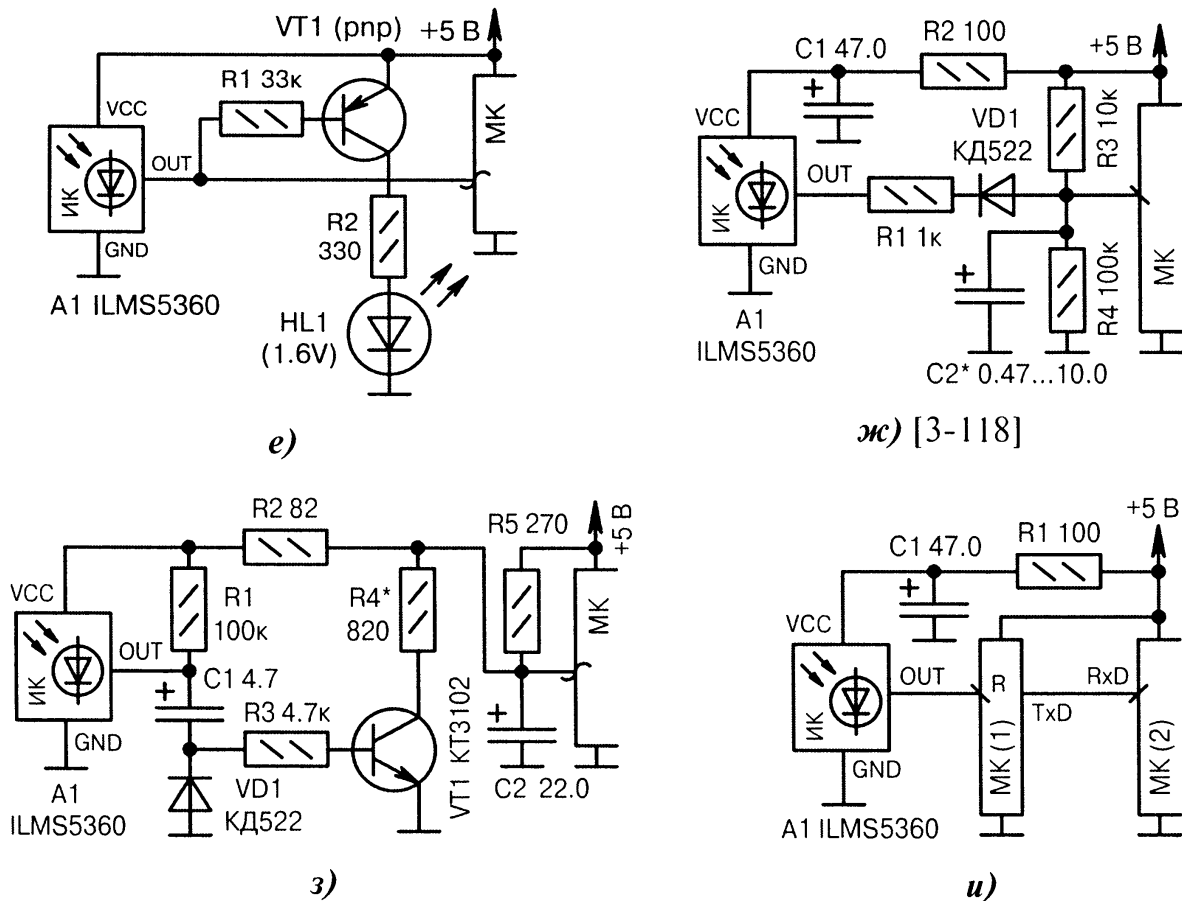 VT1 (pnp)
+5 В
R1 33к
VCC
OUT
ИК
GND
МК
R2
330
A1 ILMS5360
HL1
(1.6V)
е)
C1 47.0
R2 100
+5 В
+
VCC
VD1
КД522
R3 10к
OUT
ИК
R1 1к
GND
+
R4 100к
МК
A1
ILMS5360
C2* 0.47...10.0
ж) [3-118]
R2 82
R5 270
+5 В
VCC
R1
100к
R4*
820
МК
OUT
ИК
+
C1 4.7
R3 4.7к
GND
+
VD1
КД522
VT1 КТ3102
C2 22.0
A1
ILMS5360
з)
+5 В
C1 47.0
R1 100
+
VCC
OUT
ИК
R
RxD
TxD
GND
МК (1)
МК (2)
A1 ILMS5360
и)